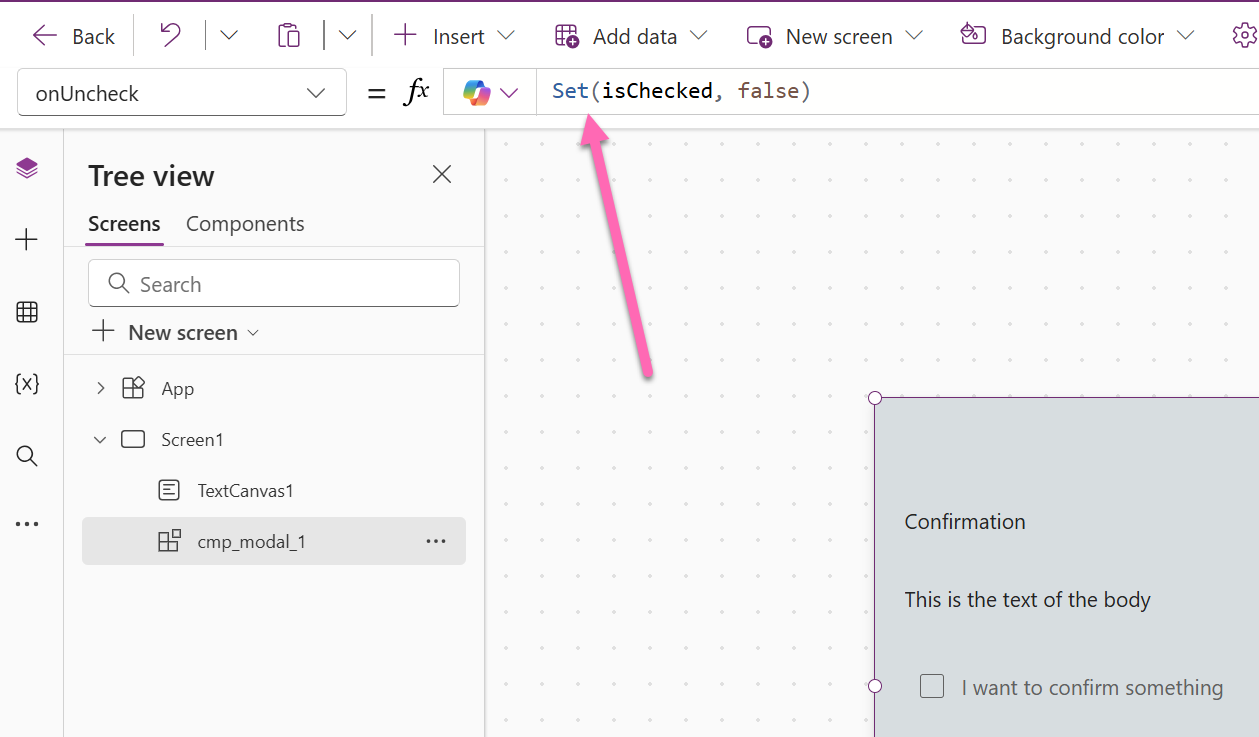 Back Insert Add data New screen Background color
onUncheck = fx Set(isChecked, false)
Tree view
Screens Components
Search
New screen
App
Screen1
TextCanvas1
cmp_modal_1
{x}
Confirmation
This is the text of the body
I want to confirm something